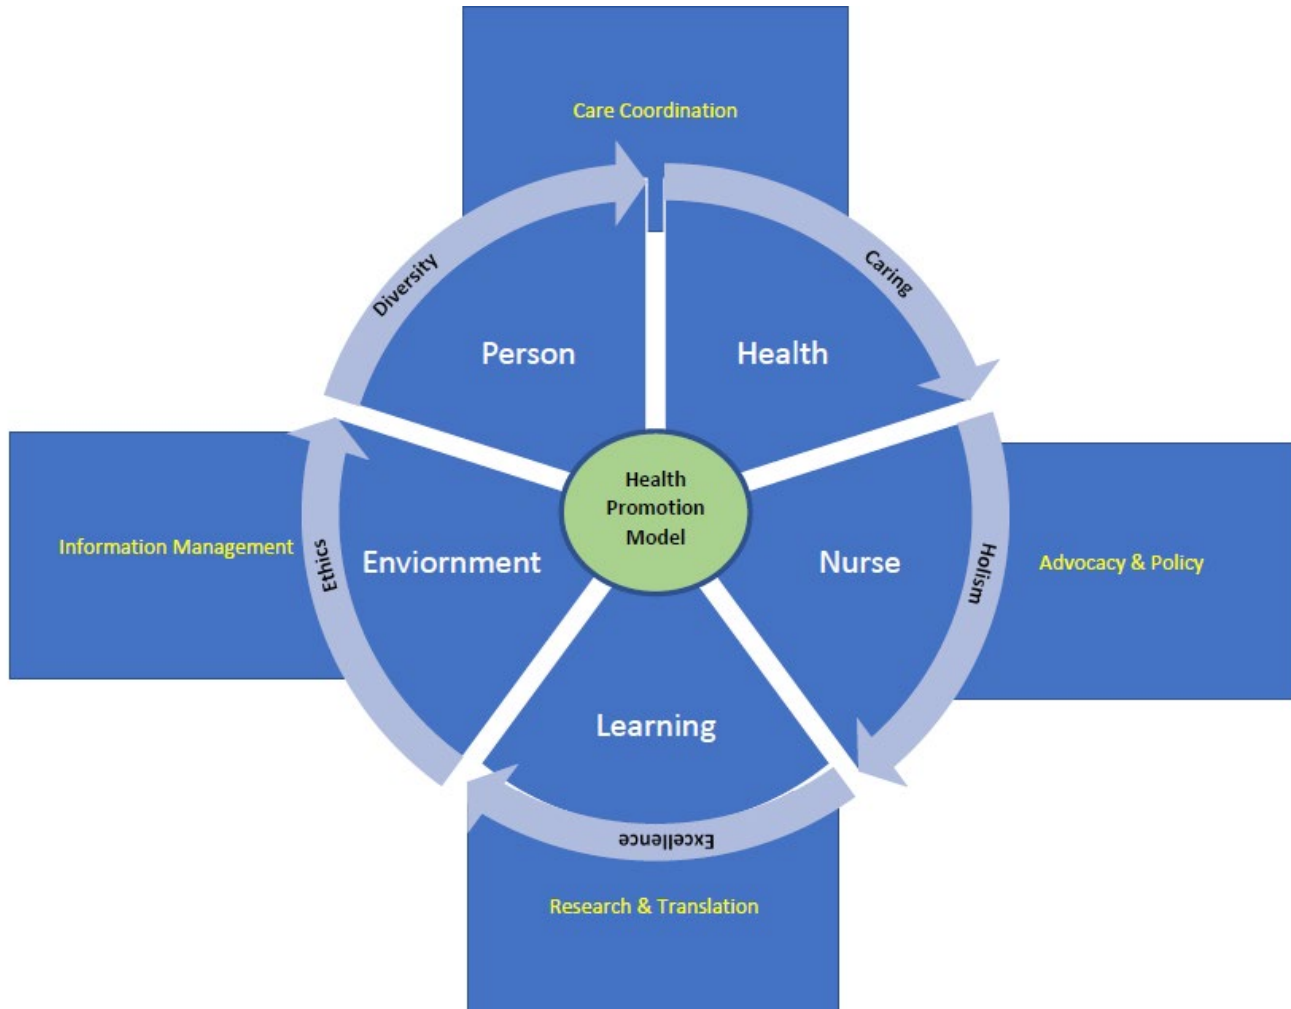 Care Coordination
Diversity
Caring
Person
Health
Health
Promotion
Model
Information Management
Ethics
Enviornment
Nurse
Holism
Advocacy & Policy
Learning
Excellence
Research & Translation